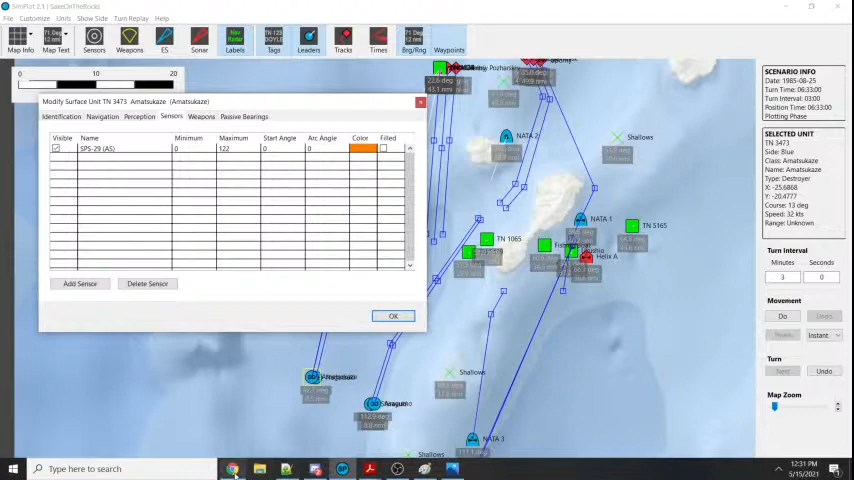 SimPlot 2.1 | SakeOnTheRocks
File Customize Units Show Side Turn Replay Help
Map Info
Map Text
Sensors
Weapons
ES
Sonar
Labels
Tags
Leaders
Tracks
Times
Brg/Rng
Waypoints
0 10 20
Modify Surface Unit TN 3473 Amatsukaze (Amatsukaze)
Identification Navigation Perception Sensors Weapons Passive Bearings
Visible Name Minimum Maximum Start Angle Arc Angle Color Filled
SPS-29 (AS) 0 122 0 0
Add Sensor
Delete Sensor
OK
NATA 2
Shallows
NATA 1
TN 5165
TN 1065
Helix A
Shallows
NATA 3
Shallows
SCENARIO INFO
1985-08-25
Turn Time: 06:33:00
Turn Interval: 03:00
Position Time: 06:33:00
Plotting Phase
SELECTED UNIT
TN 3473
Side: Blue
Class: Amatsukaze
Name: Amatsukaze
Type: Destroyer
X: -25.6868
Y: -20.4777
Course: 13 deg
Speed: 32 kts
Range: Unknown
Turn Interval
Minutes Seconds
3 0
Movement
Do Undo
Instant
Turn
Undo
Map Zoom
Type here to search
12:31 PM
5/15/2021